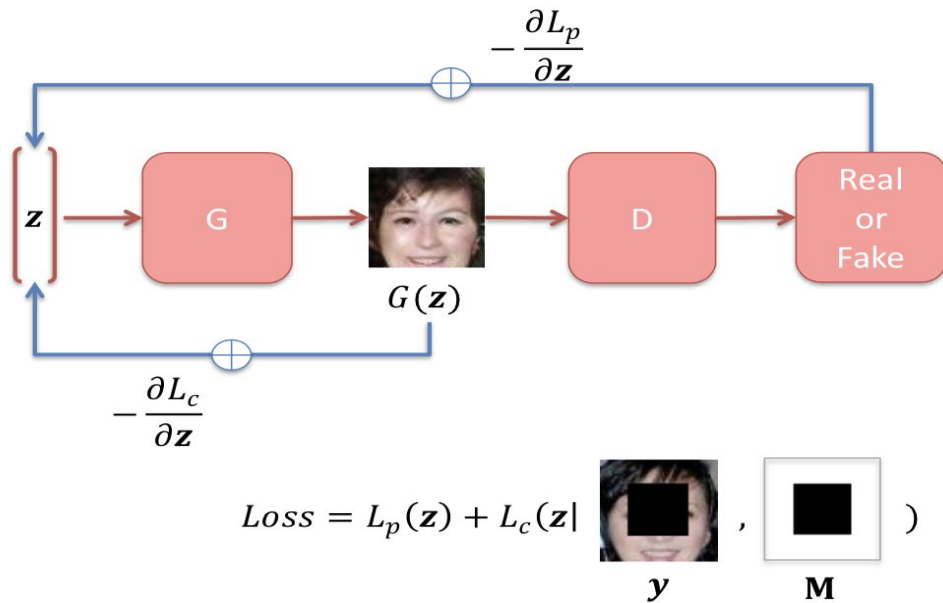 − ∂L_p/∂z
z
G
G(z)
D
Real
or
Fake
− ∂L_c/∂z
Loss = L_p(z) + L_c(z| , )
y M